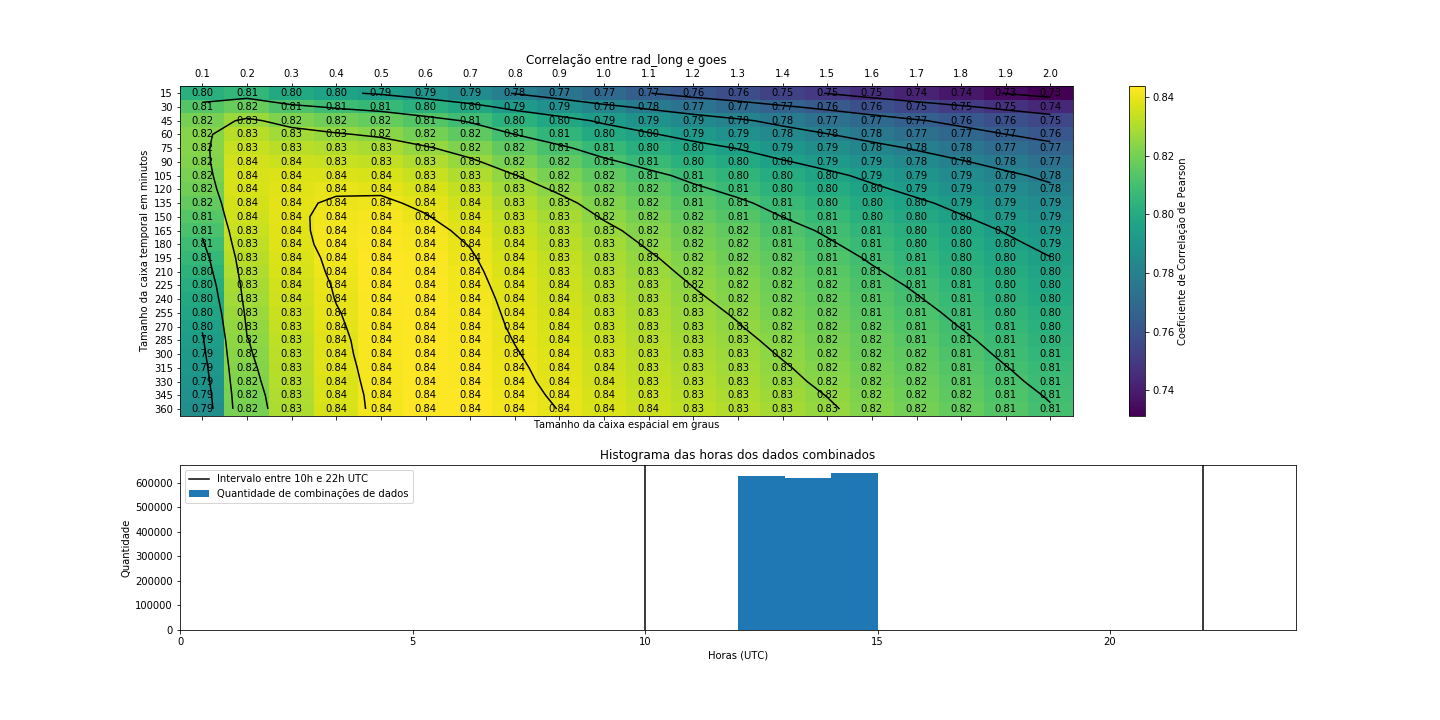 Correlação entre rad_long e goes
0.1 0.2 0.3 0.4 0.5 0.6 0.7 0.8 0.9 1.0 1.1 1.2 1.3 1.4 1.5 1.6 1.7 1.8 1.9 2.0
15 0.80 0.81 0.80 0.80 0.79 0.79 0.79 0.78 0.77 0.77 0.77 0.76 0.76 0.75 0.75 0.75 0.74 0.74 0.73 0.73
30 0.81 0.82 0.81 0.81 0.81 0.80 0.80 0.79 0.79 0.78 0.78 0.77 0.77 0.77 0.76 0.76 0.75 0.75 0.75 0.74
45 0.82 0.83 0.82 0.82 0.82 0.81 0.81 0.80 0.80 0.79 0.79 0.79 0.78 0.78 0.77 0.77 0.77 0.76 0.76 0.75
60 0.82 0.83 0.83 0.83 0.82 0.82 0.82 0.81 0.81 0.80 0.80 0.79 0.79 0.78 0.78 0.78 0.77 0.77 0.77 0.76
75 0.82 0.83 0.83 0.83 0.83 0.83 0.82 0.82 0.81 0.81 0.80 0.80 0.79 0.79 0.79 0.78 0.78 0.78 0.77 0.77
90 0.82 0.84 0.84 0.83 0.83 0.83 0.83 0.82 0.82 0.81 0.81 0.80 0.80 0.80 0.79 0.79 0.78 0.78 0.78 0.77
105 0.82 0.84 0.84 0.84 0.84 0.83 0.83 0.83 0.82 0.82 0.81 0.81 0.80 0.80 0.80 0.79 0.79 0.79 0.78 0.78
120 0.82 0.84 0.84 0.84 0.84 0.84 0.83 0.83 0.82 0.82 0.82 0.81 0.81 0.80 0.80 0.80 0.79 0.79 0.79 0.78
135 0.82 0.84 0.84 0.84 0.84 0.84 0.84 0.83 0.83 0.82 0.82 0.82 0.81 0.81 0.80 0.80 0.80 0.79 0.79 0.79
150 0.81 0.84 0.84 0.84 0.84 0.84 0.84 0.83 0.83 0.82 0.82 0.82 0.81 0.81 0.81 0.80 0.80 0.80 0.79 0.79
165 0.81 0.84 0.84 0.84 0.84 0.84 0.84 0.83 0.83 0.83 0.82 0.82 0.82 0.81 0.81 0.80 0.80 0.80 0.79 0.79
180 0.81 0.83 0.84 0.84 0.84 0.84 0.84 0.84 0.83 0.83 0.82 0.82 0.82 0.81 0.81 0.81 0.80 0.80 0.80 0.79
195 0.80 0.83 0.84 0.84 0.84 0.84 0.84 0.84 0.83 0.83 0.83 0.82 0.82 0.82 0.81 0.81 0.80 0.80 0.80 0.80
210 0.80 0.83 0.84 0.84 0.84 0.84 0.84 0.84 0.83 0.83 0.83 0.82 0.82 0.82 0.81 0.81 0.81 0.80 0.80 0.80
225 0.80 0.83 0.84 0.84 0.84 0.84 0.84 0.84 0.84 0.83 0.83 0.82 0.82 0.82 0.81 0.81 0.81 0.80 0.80 0.80
240 0.80 0.83 0.84 0.84 0.84 0.84 0.84 0.84 0.84 0.83 0.83 0.83 0.82 0.82 0.82 0.81 0.81 0.81 0.80 0.80
255 0.80 0.83 0.83 0.84 0.84 0.84 0.84 0.84 0.84 0.83 0.83 0.83 0.82 0.82 0.82 0.81 0.81 0.81 0.80 0.80
270 0.80 0.83 0.83 0.84 0.84 0.84 0.84 0.84 0.84 0.83 0.83 0.83 0.83 0.82 0.82 0.82 0.81 0.81 0.81 0.80
285 0.79 0.82 0.83 0.84 0.84 0.84 0.84 0.84 0.84 0.84 0.83 0.83 0.83 0.82 0.82 0.82 0.81 0.81 0.81 0.80
300 0.79 0.82 0.83 0.84 0.84 0.84 0.84 0.84 0.84 0.84 0.83 0.83 0.83 0.82 0.82 0.82 0.82 0.81 0.81 0.81
315 0.79 0.82 0.83 0.84 0.84 0.84 0.84 0.84 0.84 0.84 0.83 0.83 0.83 0.83 0.82 0.82 0.82 0.81 0.81 0.81
330 0.79 0.82 0.83 0.84 0.84 0.84 0.84 0.84 0.84 0.84 0.83 0.83 0.83 0.83 0.82 0.82 0.82 0.81 0.81 0.81
345 0.79 0.82 0.83 0.84 0.84 0.84 0.84 0.84 0.84 0.84 0.84 0.83 0.83 0.83 0.82 0.82 0.82 0.82 0.81 0.81
360 0.79 0.82 0.83 0.84 0.84 0.84 0.84 0.84 0.84 0.84 0.84 0.83 0.83 0.83 0.83 0.82 0.82 0.82 0.81 0.81
Tamanho da caixa temporal em minutos
Tamanho da caixa espacial em graus
0.84
0.82
0.80
0.78
0.76
0.74
Coeficiente de Correlação de Pearson
Histograma das horas dos dados combinados
Intervalo entre 10h e 22h UTC
Quantidade de combinações de dados
600000
500000
400000
300000
200000
100000
0
Quantidade
0 5 10 15 20
Horas (UTC)